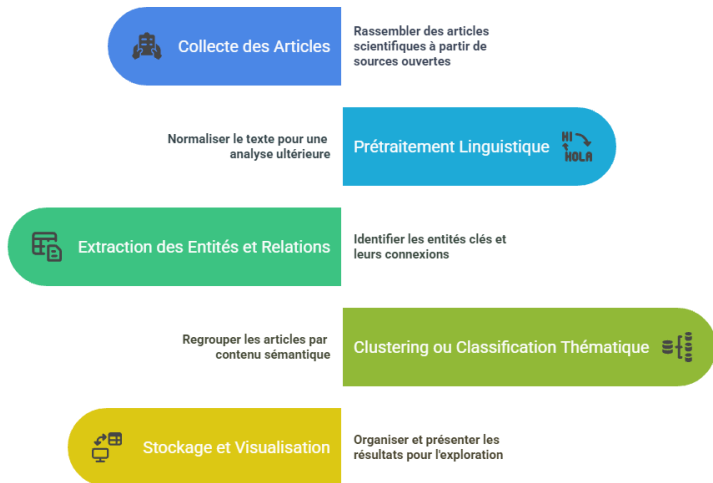 Collecte des Articles
Rassembler des articles
scientifiques à partir de
sources ouvertes
Normaliser le texte pour une
analyse ultérieure
Prétraitement Linguistique
HI
HOLA
Extraction des Entités et Relations
Identifier les entités clés et
leurs connexions
Regrouper les articles par
contenu sémantique
Clustering ou Classification Thématique
Stockage et Visualisation
Organiser et présenter les
résultats pour l'exploration